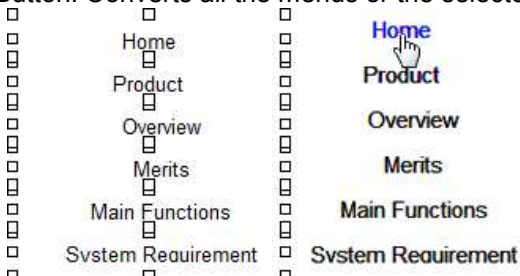 Button: Converts all the menus of the selecte
Home
Product
Overview
Merits
Main Functions
System Requirement
Home
Product
Overview
Merits
Main Functions
System Requirement